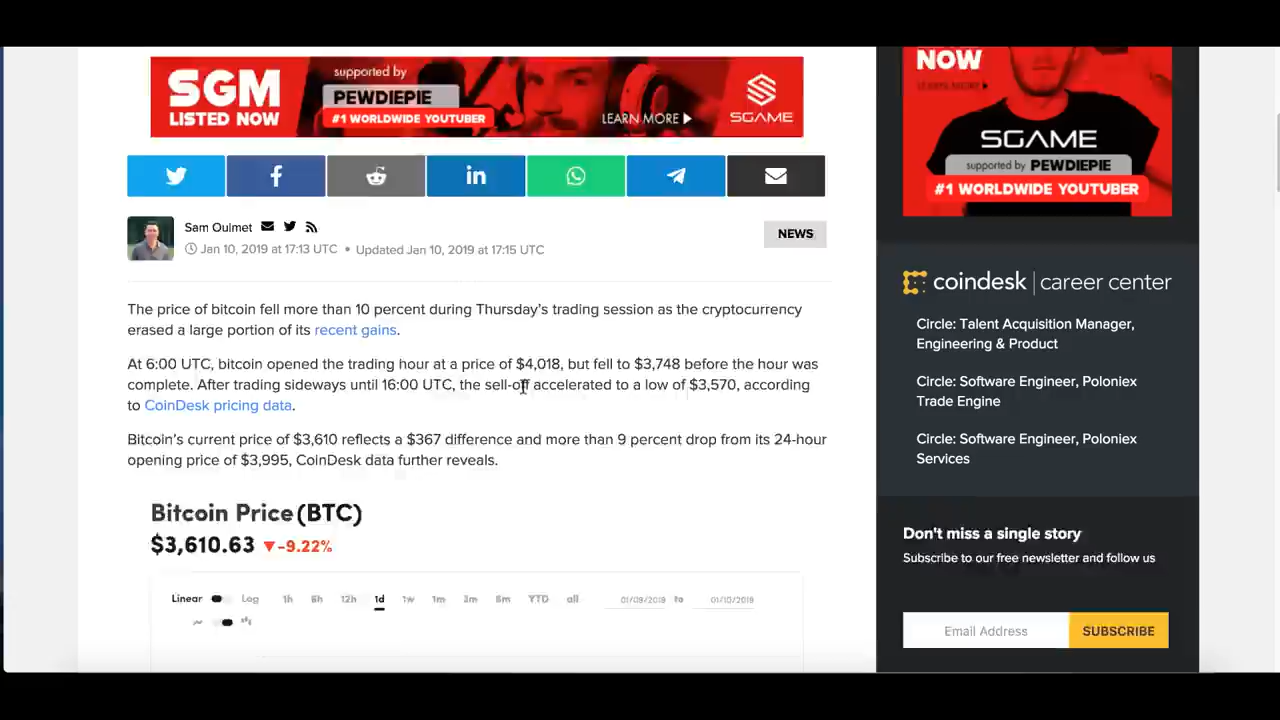 SGM
LISTED NOW
supported by
PEWDIEPIE
#1 WORLDWIDE YOUTUBER
LEARN MORE
SGAME
Sam Ouimet
Jan 10, 2019 at 17:13 UTC • Updated Jan 10, 2019 at 17:15 UTC
NEWS
The price of bitcoin fell more than 10 percent during Thursday's trading session as the cryptocurrency
erased a large portion of its recent gains.
At 6:00 UTC, bitcoin opened the trading hour at a price of $4,018, but fell to $3,748 before the hour was
complete. After trading sideways until 16:00 UTC, the sell-off accelerated to a low of $3,570, according
to CoinDesk pricing data.
Bitcoin's current price of $3,610 reflects a $367 difference and more than 9 percent drop from its 24-hour
opening price of $3,995, CoinDesk data further reveals.
Bitcoin Price (BTC)
$3,610.63 ▼-9.22%
Linear Log 1h 6h 12h 1d 1w 1m 3m 6m YTD all 01/09/2019 to 01/10/2019
NOW
LEARN MORE
SGAME
supported by PEWDIEPIE
#1 WORLDWIDE YOUTUBER
coindesk | career center
Circle: Talent Acquisition Manager,
Engineering & Product
Circle: Software Engineer, Poloniex
Trade Engine
Circle: Software Engineer, Poloniex
Services
Don't miss a single story
Subscribe to our free newsletter and follow us
Email Address
SUBSCRIBE